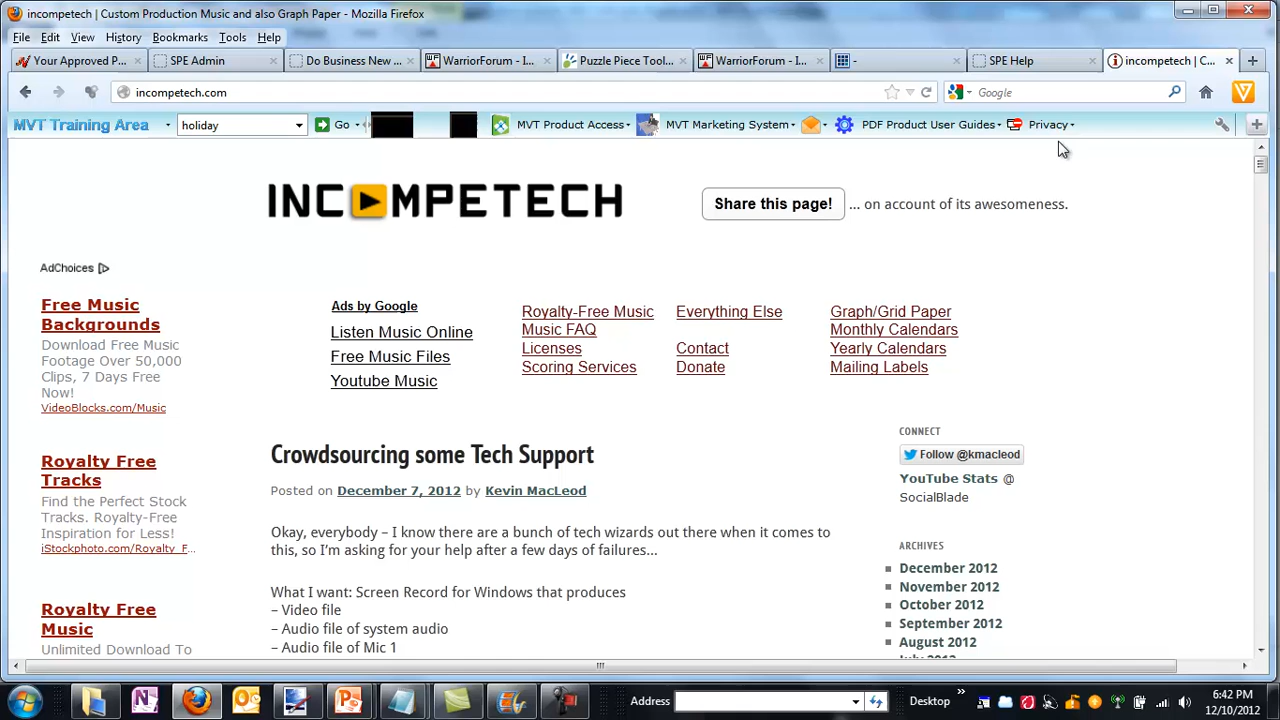 incompetech | Custom Production Music and also Graph Paper - Mozilla Firefox
File Edit View History Bookmarks Tools Help
Your Approved P...
SPE Admin
Do Business New ...
WarriorForum - I...
Puzzle Piece Tool...
WarriorForum - I...
-
SPE Help
incompetech | C...
incompetech.com
Google
MVT Training Area
holiday
Go
MVT Product Access
MVT Marketing System
PDF Product User Guides
Privacy
INCOMPETECH
Share this page!
... on account of its awesomeness.
AdChoices
Free Music
Backgrounds
Download Free Music
Footage Over 50,000
Clips, 7 Days Free
Now!
VideoBlocks.com/Music
Royalty Free
Tracks
Find the Perfect Stock
Tracks. Royalty-Free
Inspiration for Less!
iStockphoto.com/Royalty_F...
Royalty Free
Music
Unlimited Download To
Ads by Google
Listen Music Online
Free Music Files
Youtube Music
Royalty-Free Music
Music FAQ
Licenses
Scoring Services
Everything Else
Contact
Donate
Graph/Grid Paper
Monthly Calendars
Yearly Calendars
Mailing Labels
Crowdsourcing some Tech Support
Posted on December 7, 2012 by Kevin MacLeod
Okay, everybody – I know there are a bunch of tech wizards out there when it comes to
this, so I'm asking for your help after a few days of failures...
What I want: Screen Record for Windows that produces
– Video file
– Audio file of system audio
– Audio file of Mic 1
CONNECT
Follow @kmacleod
YouTube Stats @
SocialBlade
ARCHIVES
December 2012
November 2012
October 2012
September 2012
August 2012
Address
Desktop
6:42 PM
12/10/2012